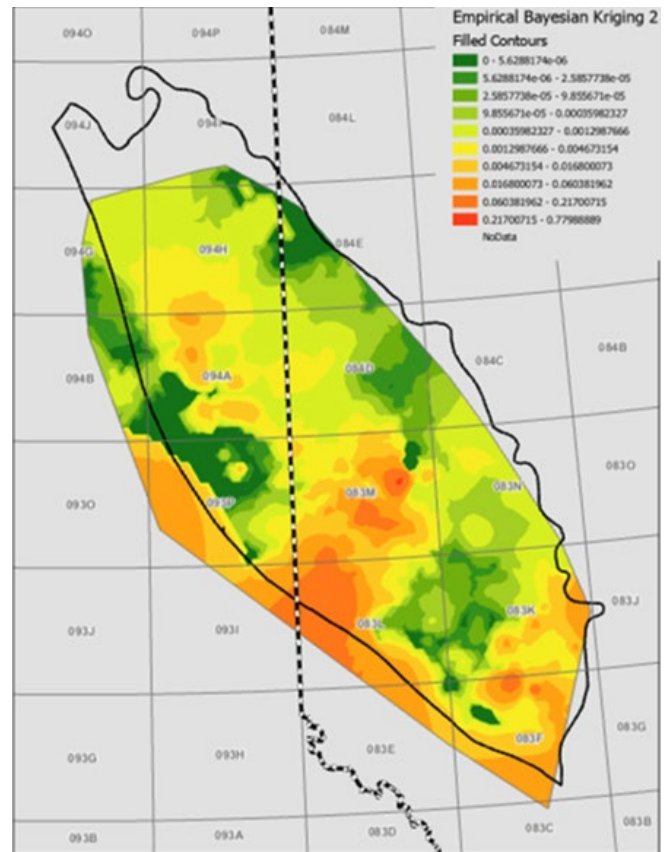 Empirical Bayesian Kriging 2
Filled Contours
0 - 5.6288174e-06
5.6288174e-06 - 2.5857738e-05
2.5857738e-05 - 9.855671e-05
9.855671e-05 - 0.00035982327
0.00035982327 - 0.0012987666
0.0012987666 - 0.004673154
0.004673154 - 0.016800073
0.016800073 - 0.060381962
0.060381962 - 0.21700715
0.21700715 - 0.77988889
NoData
094O
094P
084M
094J
094I
084L
094G
094H
084E
094B
094A
084D
084C
084B
093O
093P
083M
083N
083O
093J
093I
083L
083K
083J
093G
093H
083E
083F
083G
093B
093A
083D
083C
083B